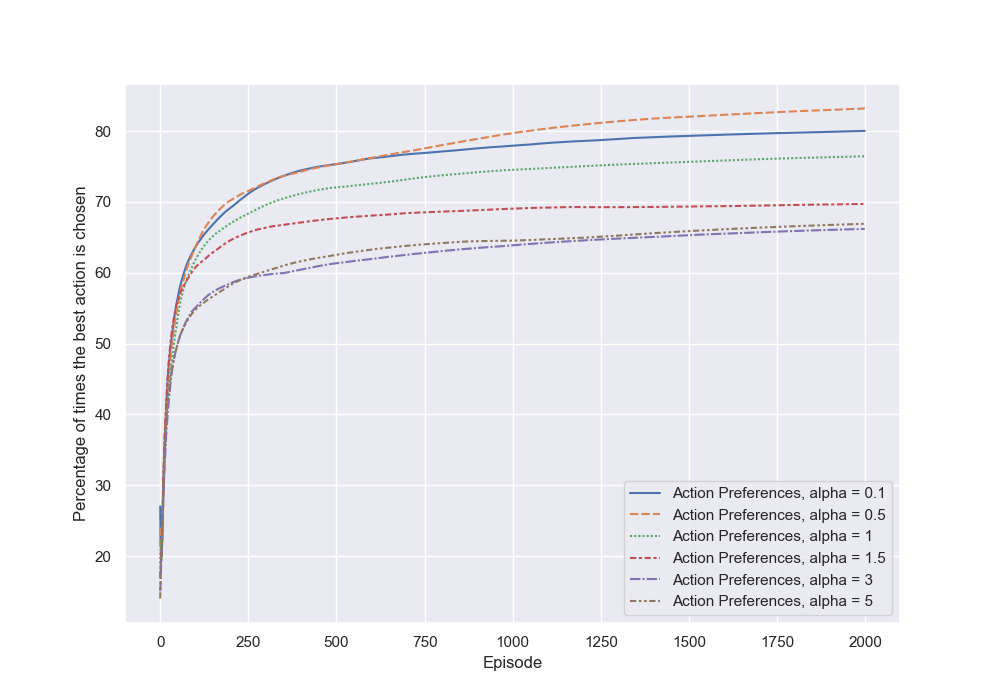 Percentage of times the best action is chosen
80
70
60
50
40
30
20
Action Preferences, alpha = 0.1
Action Preferences, alpha = 0.5
Action Preferences, alpha = 1
Action Preferences, alpha = 1.5
Action Preferences, alpha = 3
Action Preferences, alpha = 5
0 250 500 750 1000 1250 1500 1750 2000
Episode